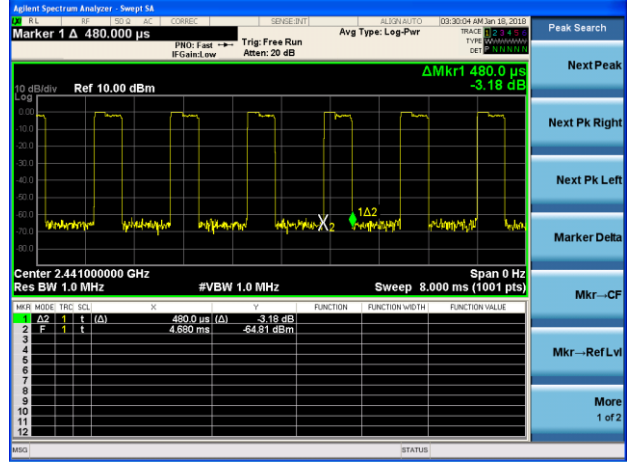 Agilent Spectrum Analyzer - Swept SA
RL RF 50 Ω AC CORREC SENSE:INT ALIGN AUTO 03:30:04 AM Jan 18, 2018
Marker 1 Δ 480.000 µs
PNO: Fast
IFGain:Low
Trig: Free Run
Atten: 20 dB
Avg Type: Log-Pwr
TRACE 1 2 3 4 5 6
TYPE
DET P N N N N N
ΔMkr1 480.0 µs
-3.18 dB
10 dB/div Ref 10.00 dBm
Log
0.00
-10.0
-20.0
-30.0
-40.0
-50.0
-60.0
-70.0
-80.0
X2
1Δ2
Center 2.441000000 GHz Span 0 Hz
Res BW 1.0 MHz #VBW 1.0 MHz Sweep 8.000 ms (1001 pts)
MKR MODE TRC SCL X Y FUNCTION FUNCTION WIDTH FUNCTION VALUE
1 Δ2 1 t (Δ) 480.0 µs (Δ) -3.18 dB
2 F 1 t 4.680 ms -64.81 dBm
3
4
5
6
7
8
9
10
11
12
MSG STATUS
Peak Search
Next Peak
Next Pk Right
Next Pk Left
Marker Delta
Mkr→CF
Mkr→Ref Lvl
More
1 of 2